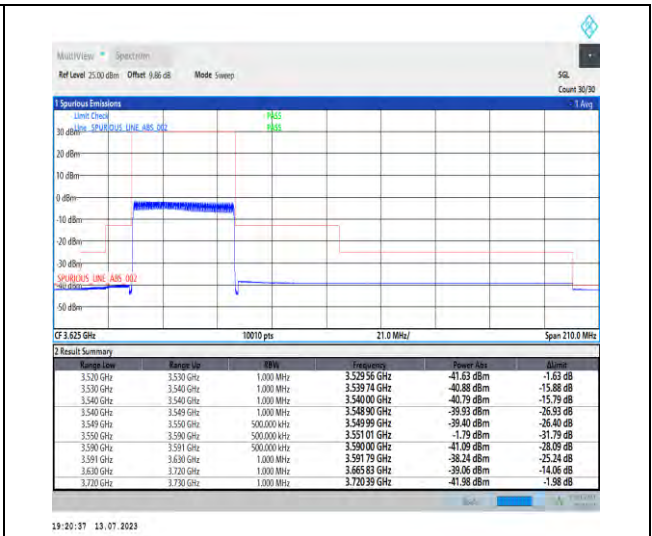 MultiView Spectrum
Ref Level 25.00 dBm Offset 9.86 dB Mode Sweep SGL
Count 30/30
1 Spurious Emissions 1 Avg
Limit Check PASS
Line SPURIOUS_LINE_ABS_002 PASS
30 dBm
20 dBm
10 dBm
0 dBm
-10 dBm
-20 dBm
-30 dBm
SPURIOUS_LINE_ABS_002
-40 dBm
-50 dBm
CF 3.625 GHz 10010 pts 21.0 MHz/ Span 210.0 MHz
2 Result Summary
Range Low Range Up RBW Frequency Power Abs ΔLimit
3.520 GHz 3.530 GHz 1.000 MHz 3.529 56 GHz -41.63 dBm -1.63 dB
3.530 GHz 3.540 GHz 1.000 MHz 3.539 74 GHz -40.88 dBm -15.88 dB
3.540 GHz 3.540 GHz 1.000 MHz 3.540 00 GHz -40.79 dBm -15.79 dB
3.540 GHz 3.549 GHz 1.000 MHz 3.548 90 GHz -39.93 dBm -26.93 dB
3.549 GHz 3.550 GHz 500.000 kHz 3.549 99 GHz -39.40 dBm -26.40 dB
3.550 GHz 3.590 GHz 500.000 kHz 3.551 01 GHz -1.79 dBm -31.79 dB
3.590 GHz 3.591 GHz 500.000 kHz 3.590 00 GHz -41.09 dBm -28.09 dB
3.591 GHz 3.630 GHz 1.000 MHz 3.591 79 GHz -38.24 dBm -25.24 dB
3.630 GHz 3.720 GHz 1.000 MHz 3.665 83 GHz -39.06 dBm -14.06 dB
3.720 GHz 3.730 GHz 1.000 MHz 3.720 39 GHz -41.98 dBm -1.98 dB
19:20:37 13.07.2023